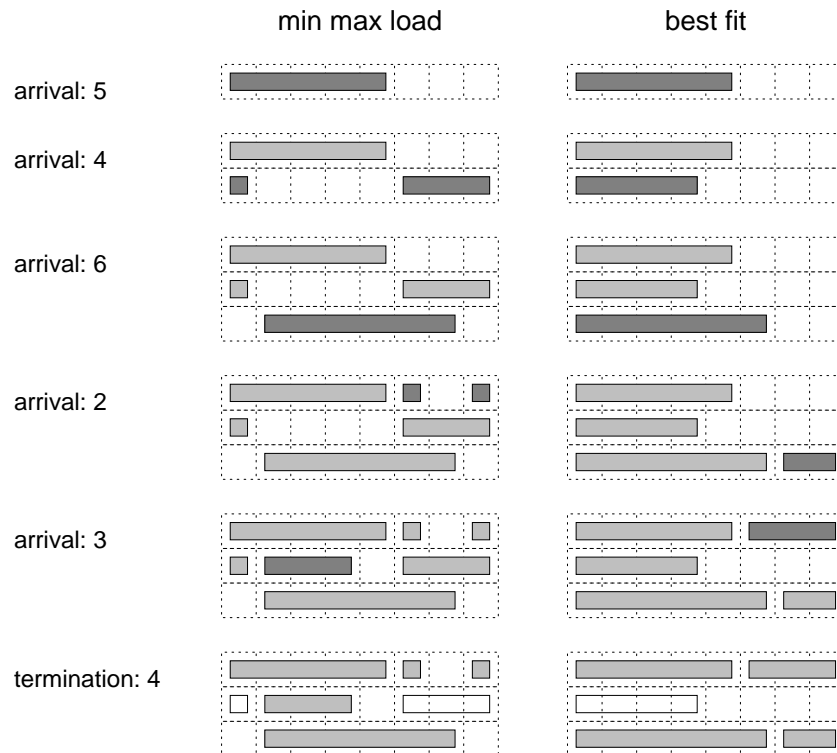 min max load best fit
arrival: 5
arrival: 4
arrival: 6
arrival: 2
arrival: 3
termination: 4